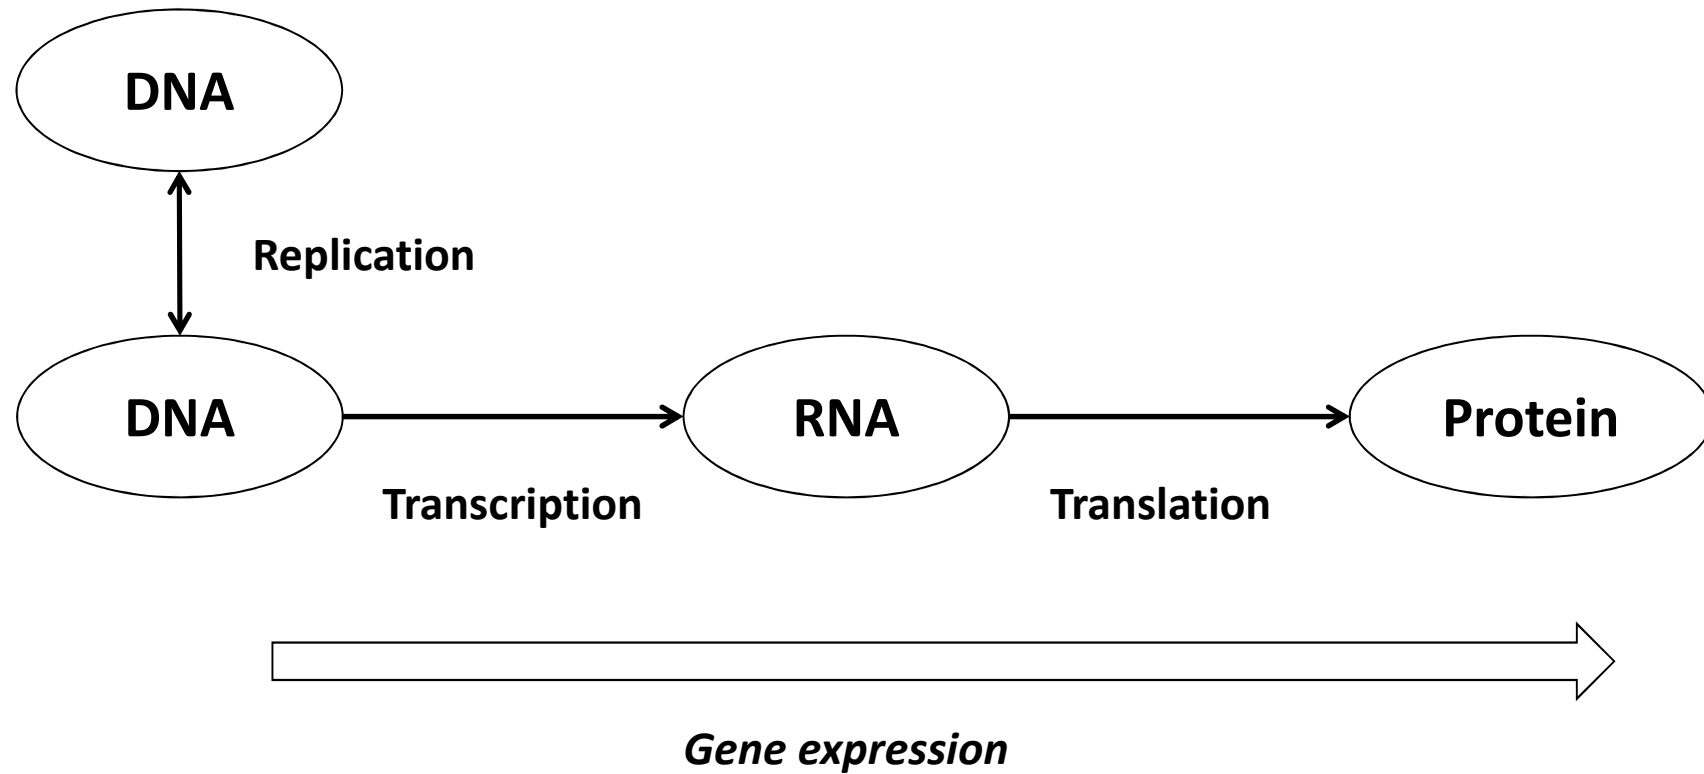 DNA
Replication
DNA
RNA
Protein
Transcription
Translation
Gene expression